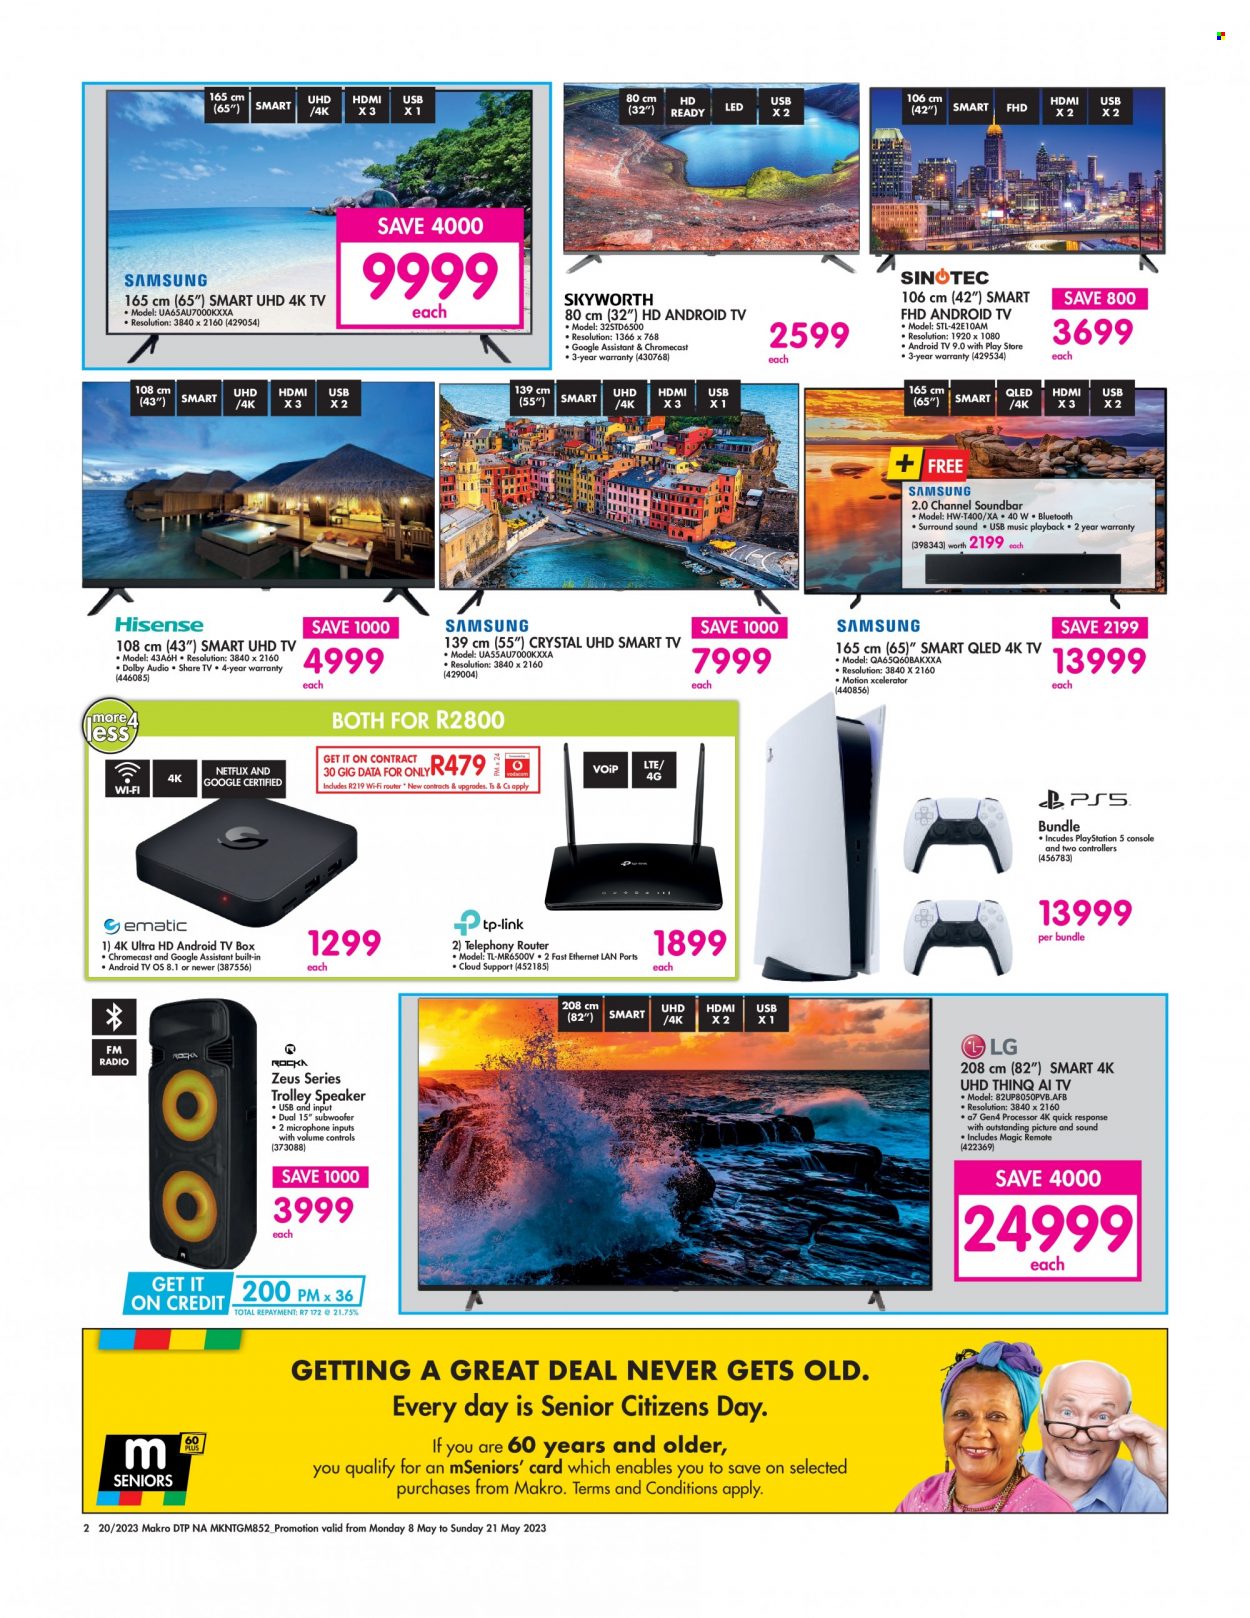 165 cm (65") SMART UHD /4K HDMI X 3 USB X 1
SAVE 4000
9999
each
SAMSUNG
165 cm (65") SMART UHD 4K TV
• Model: UA65AU7000KXXA
• Resolution: 3840 x 2160 (429054)
80 cm (32") HD READY LED USB X 2
SKYWORTH
80 cm (32") HD ANDROID TV
• Model: 32STD6500
• Resolution: 1366 x 768
• Google Assistant & Chromecast
• 3-year warranty (430768)
2599
each
106 cm (42") SMART FHD HDMI X 2 USB X 2
SINOTEC
106 cm (42") SMART
FHD ANDROID TV
• Model: STL-42E10AM
• Resolution: 1920 x 1080
• Android TV 9.0 with Play Store
• 3-year warranty (429534)
SAVE 800
3699
each
108 cm (43") SMART UHD /4K HDMI X 3 USB X 2
Hisense
108 cm (43") SMART UHD TV
• Model: 43A6H • Resolution: 3840 x 2160
• Dolby Audio • Share TV • 4-year warranty
(446085)
SAVE 1000
4999
each
139 cm (55") SMART UHD /4K HDMI X 3 USB X 1
SAMSUNG
139 cm (55") CRYSTAL UHD SMART TV
• Model: UA55AU7000KXXA
• Resolution: 3840 x 2160
(429004)
SAVE 1000
7999
each
165 cm (65") SMART QLED /4K HDMI X 3 USB X 2
+ FREE
SAMSUNG
2.0 Channel Soundbar
• Model: HW-T400/XA • 40 W • Bluetooth
• Surround sound • USB music playback • 2 year warranty
(398343) worth 2199 each
SAMSUNG
165 cm (65)" SMART QLED 4K TV
• Model: QA65Q60BAKXXA
• Resolution: 3840 X 2160
• Motion xcelerator
(440856)
SAVE 2199
13999
each
more 4 less
BOTH FOR R2800
WI-FI 4K NETFLIX AND GOOGLE CERTIFIED
GET IT ON CONTRACT
30 GIG DATA FOR ONLY R479 PM x 24 vodacom
Includes R219 Wi-Fi router * New contracts & upgrades. Ts & Cs apply
VOiP LTE/ 4G
tp-link
ematic
1) 4K Ultra HD Android TV Box
• Chromecast and Google Assistant built-in
• Android TV OS 8.1 or newer (387556)
1299
each
tp-link
2) Telephony Router
• Model: TL-MR6500V • 2 Fast Ethernet LAN Ports
• Cloud Support (452185)
1899
each
PS5
Bundle
• Incudes PlayStation 5 console
and two controllers
(456783)
13999
per bundle
FM RADIO
ROCKA
ROCKA
Zeus Series
Trolley Speaker
• USB and input
• Dual 15" subwoofer
• 2 microphone inputs
with volume controls
(373088)
SAVE 1000
3999
each
GET IT
ON CREDIT
200 PM x 36
TOTAL REPAYMENT: R7 172 @ 21.75%
208 cm (82") SMART UHD /4K HDMI X 2 USB X 1
LG
208 cm (82") SMART 4K
UHD THINQ AI TV
• Model: 82UP8050PVB.AFB
• Resolution: 3840 x 2160
• α7 Gen4 Processor 4K quick response
with outstanding picture and sound
• Includes Magic Remote
(422369)
SAVE 4000
24999
each
m 60 PLUS
SENIORS
GETTING A GREAT DEAL NEVER GETS OLD.
Every day is Senior Citizens Day.
If you are 60 years and older,
you qualify for an mSeniors' card which enables you to save on selected
purchases from Makro. Terms and Conditions apply.
2 20/2023 Makro DTP NA MKNTGM852_Promotion valid from Monday 8 May to Sunday 21 May 2023